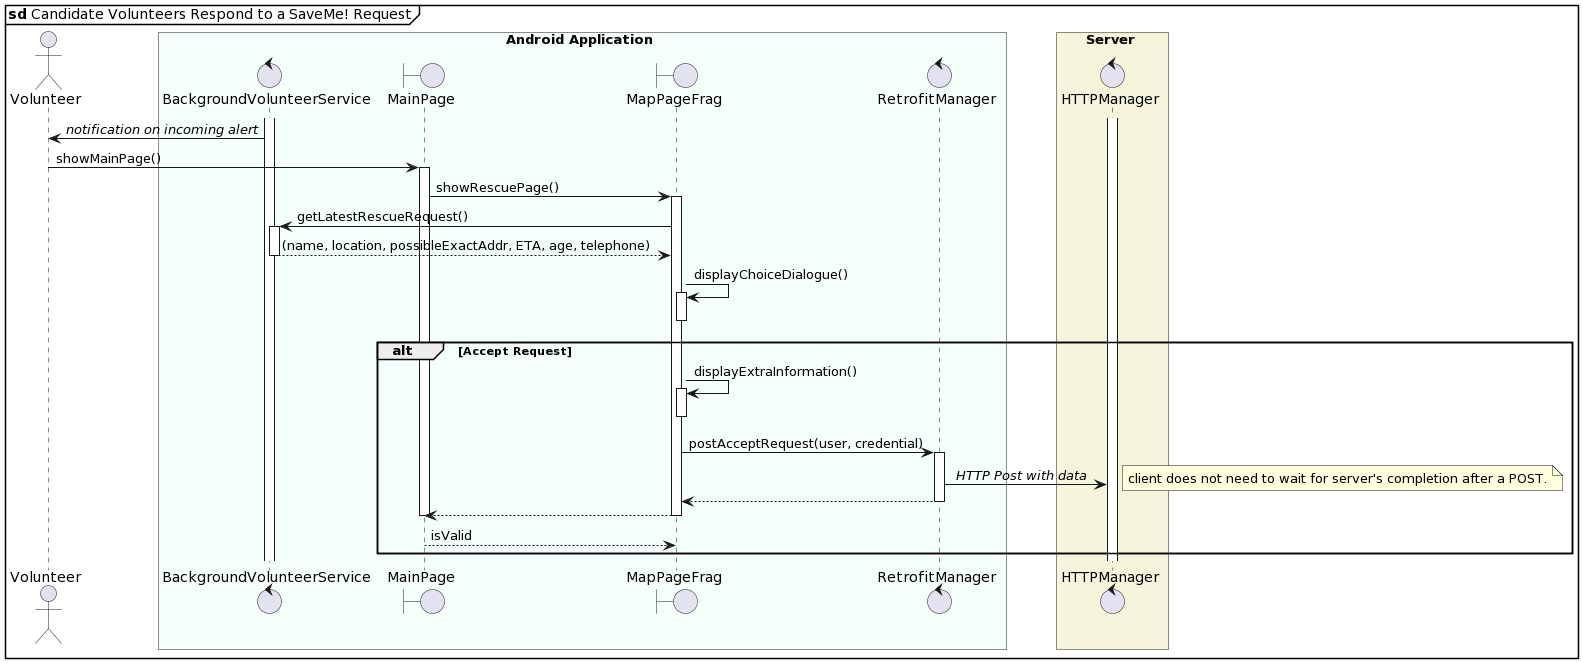 sd Candidate Volunteers Respond to a SaveMe! Request
Android Application
Server
Volunteer
BackgroundVolunteerService
MainPage
MapPageFrag
RetrofitManager
HTTPManager
notification on incoming alert
showMainPage()
showRescuePage()
getLatestRescueRequest()
(name, location, possibleExactAddr, ETA, age, telephone)
displayChoiceDialogue()
alt
[Accept Request]
displayExtraInformation()
postAcceptRequest(user, credential)
HTTP Post with data
client does not need to wait for server's completion after a POST.
isValid
Volunteer
BackgroundVolunteerService
MainPage
MapPageFrag
RetrofitManager
HTTPManager